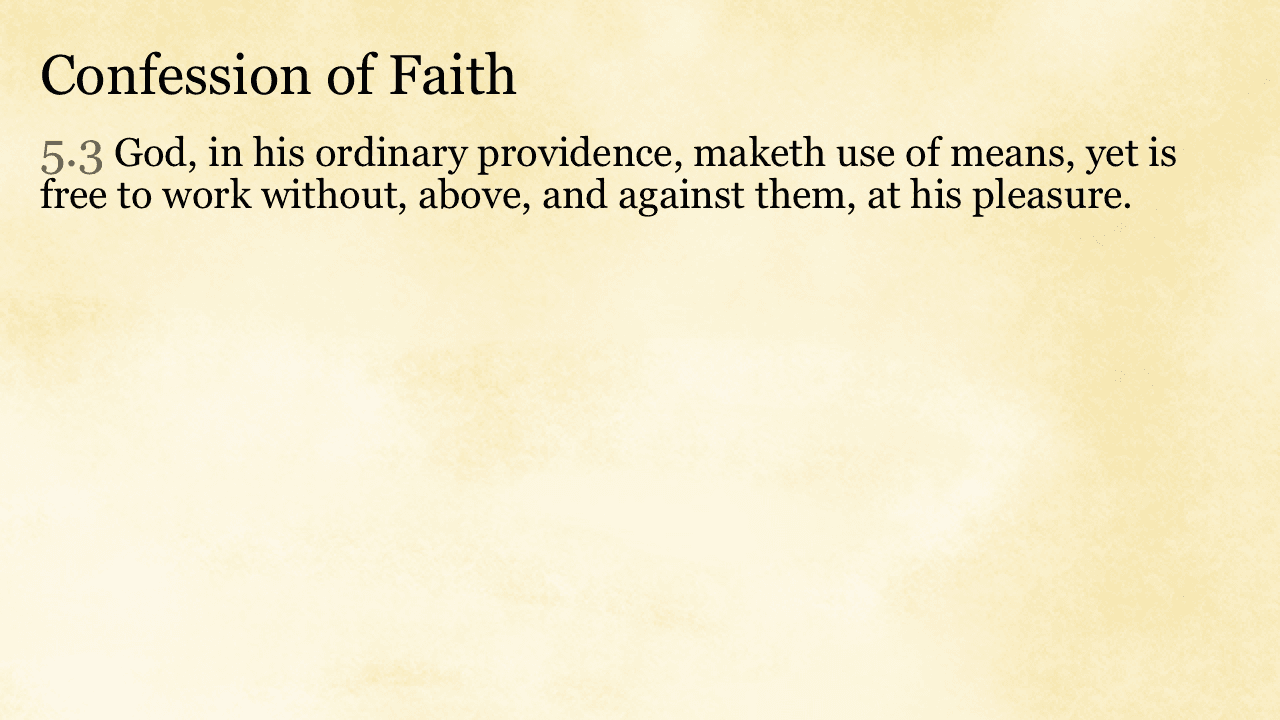 Confession of Faith
5.3 God, in his ordinary providence, maketh use of means, yet is
free to work without, above, and against them, at his pleasure.